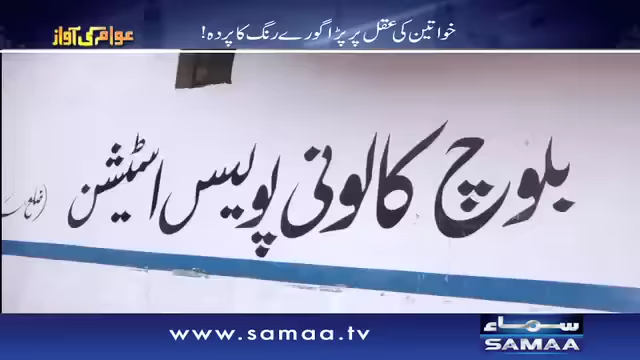 خواتین کی عقل پر پڑا گورے رنگ کا پردہ!
عوام کی آواز
بلوچ کالونی پولیس اسٹیشن (ضلع
www.samaa.tv
سماء
SAMAA